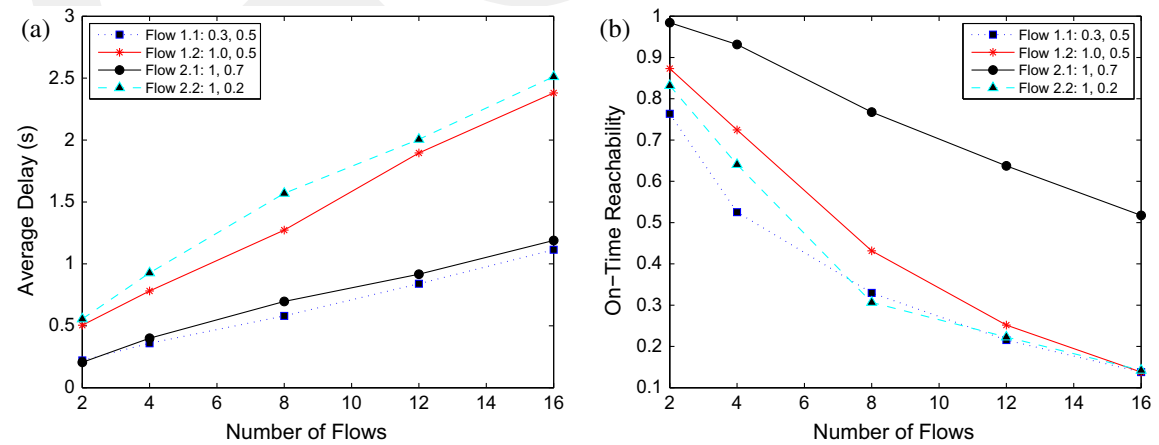 (a)
3
2.5
2
1.5
1
0.5
0
Average Delay (s)
Flow 1.1: 0.3, 0.5
Flow 1.2: 1.0, 0.5
Flow 2.1: 1, 0.7
Flow 2.2: 1, 0.2
2 4 6 8 10 12 14 16
Number of Flows
(b)
1
0.9
0.8
0.7
0.6
0.5
0.4
0.3
0.2
0.1
On-Time Reachability
Flow 1.1: 0.3, 0.5
Flow 1.2: 1.0, 0.5
Flow 2.1: 1, 0.7
Flow 2.2: 1, 0.2
2 4 6 8 10 12 14 16
Number of Flows